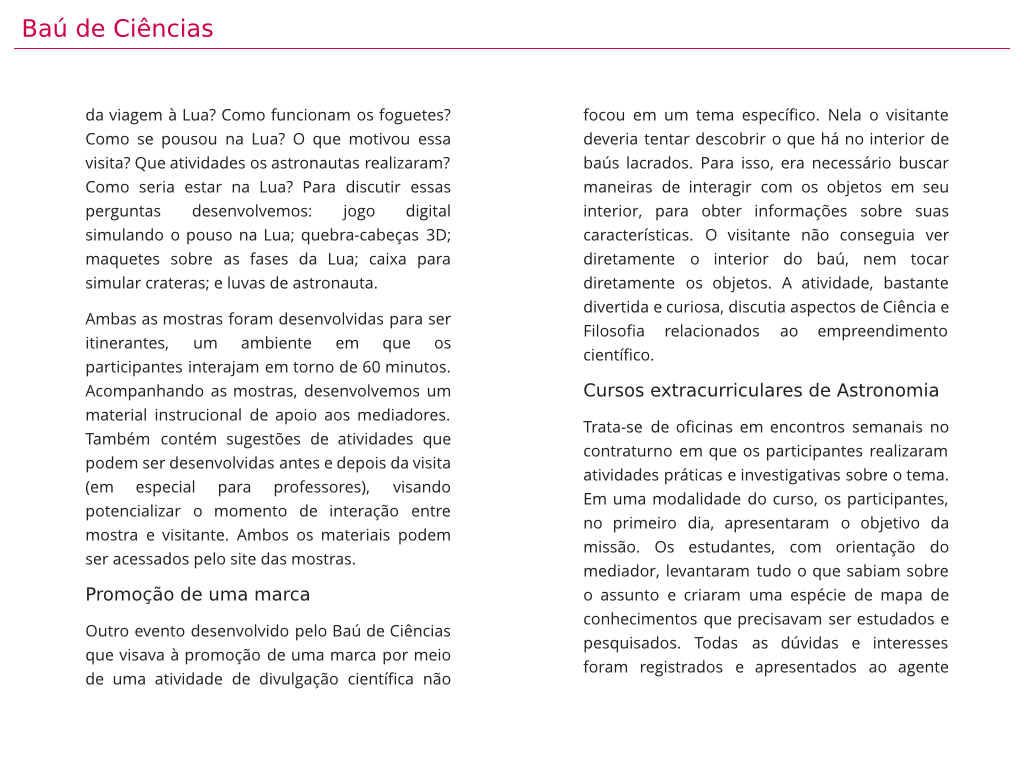 Baú de Ciências
da viagem à Lua? Como funcionam os foguetes?
Como se pousou na Lua? O que motivou essa
visita? Que atividades os astronautas realizaram?
Como seria estar na Lua? Para discutir essas
perguntas desenvolvemos: jogo digital
simulando o pouso na Lua; quebra-cabeças 3D;
maquetes sobre as fases da Lua; caixa para
simular crateras; e luvas de astronauta.
Ambas as mostras foram desenvolvidas para ser
itinerantes, um ambiente em que os
participantes interajam em torno de 60 minutos.
Acompanhando as mostras, desenvolvemos um
material instrucional de apoio aos mediadores.
Também contém sugestões de atividades que
podem ser desenvolvidas antes e depois da visita
(em especial para professores), visando
potencializar o momento de interação entre
mostra e visitante. Ambos os materiais podem
ser acessados pelo site das mostras.
Promoção de uma marca
Outro evento desenvolvido pelo Baú de Ciências
que visava à promoção de uma marca por meio
de uma atividade de divulgação científica não
focou em um tema específico. Nela o visitante
deveria tentar descobrir o que há no interior de
baús lacrados. Para isso, era necessário buscar
maneiras de interagir com os objetos em seu
interior, para obter informações sobre suas
características. O visitante não conseguia ver
diretamente o interior do baú, nem tocar
diretamente os objetos. A atividade, bastante
divertida e curiosa, discutia aspectos de Ciência e
Filosofia relacionados ao empreendimento
científico.
Cursos extracurriculares de Astronomia
Trata-se de oficinas em encontros semanais no
contraturno em que os participantes realizaram
atividades práticas e investigativas sobre o tema.
Em uma modalidade do curso, os participantes,
no primeiro dia, apresentaram o objetivo da
missão. Os estudantes, com orientação do
mediador, levantaram tudo o que sabiam sobre
o assunto e criaram uma espécie de mapa de
conhecimentos que precisavam ser estudados e
pesquisados. Todas as dúvidas e interesses
foram registrados e apresentados ao agente